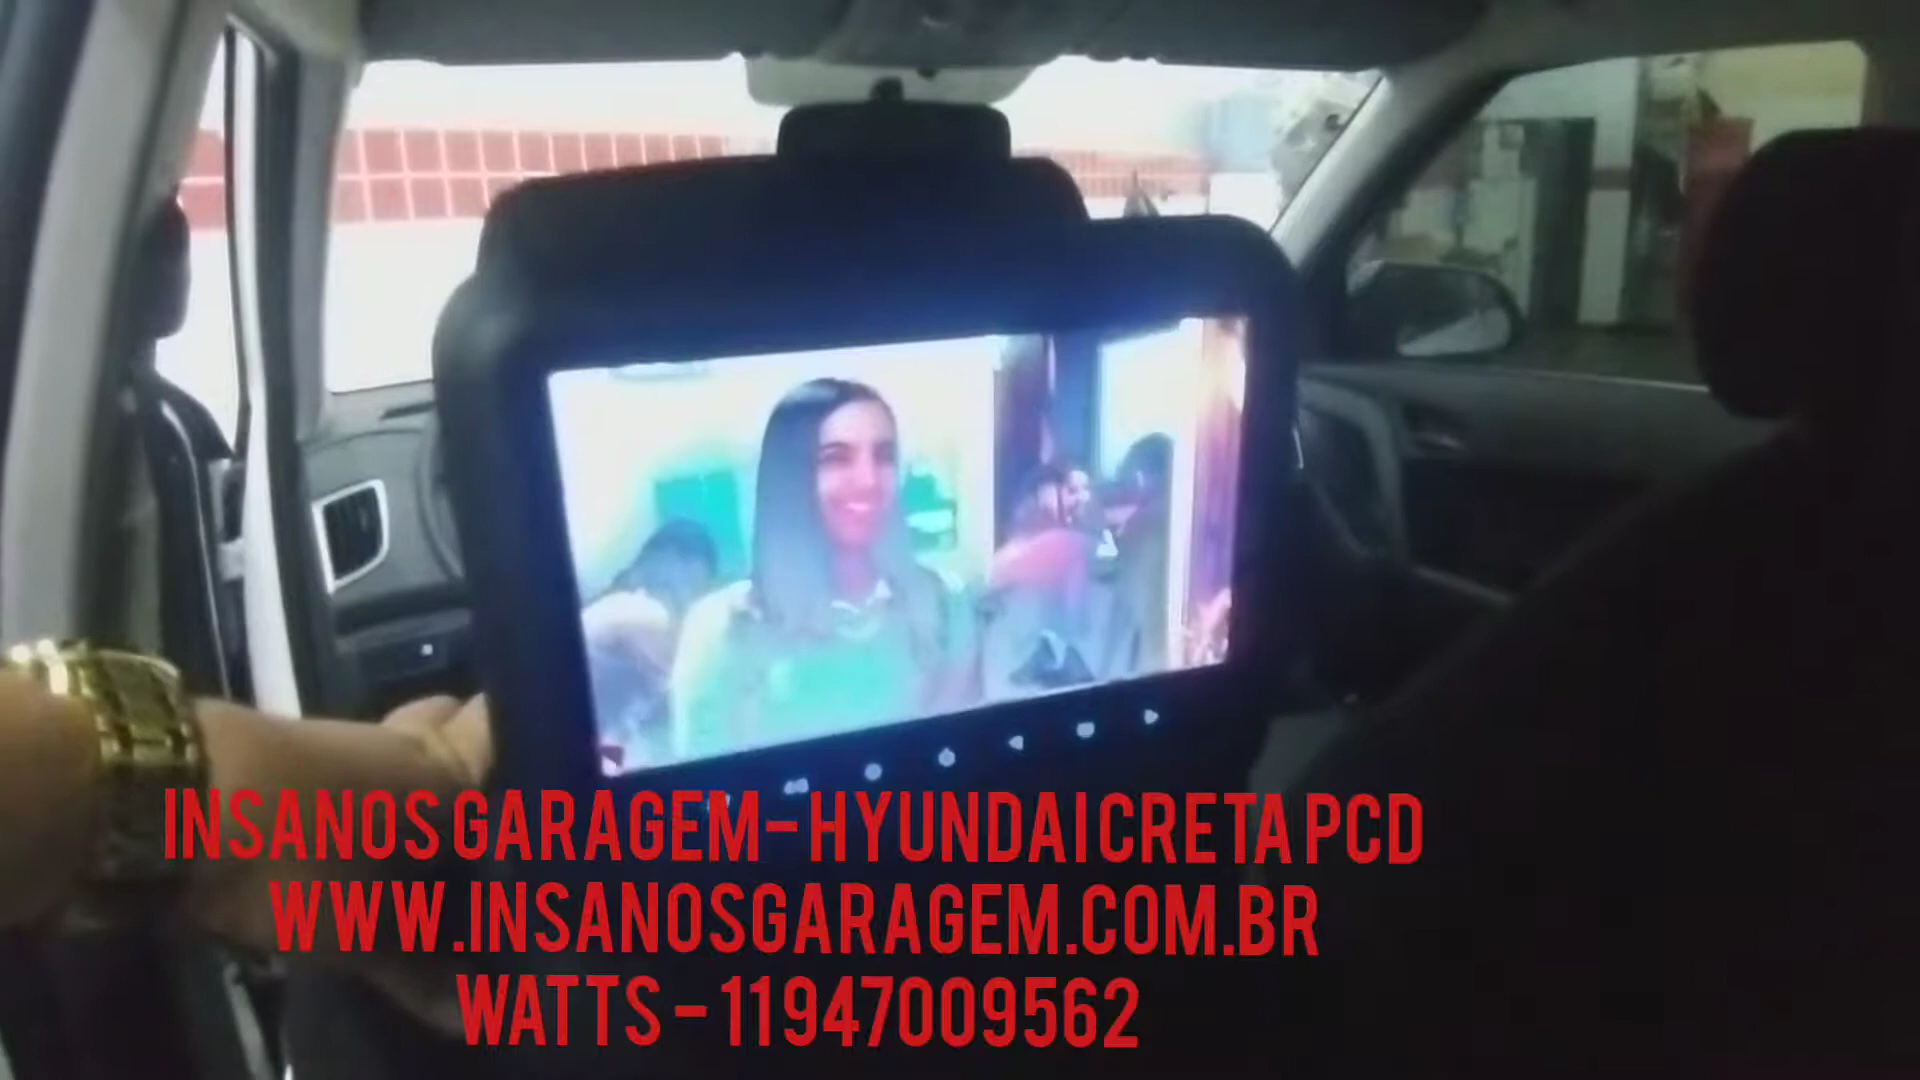 INSANOS GARAGEM - HYUNDAI CRETA PCD
WWW.INSANOSGARAGEM.COM.BR
WATTS - 11947009562